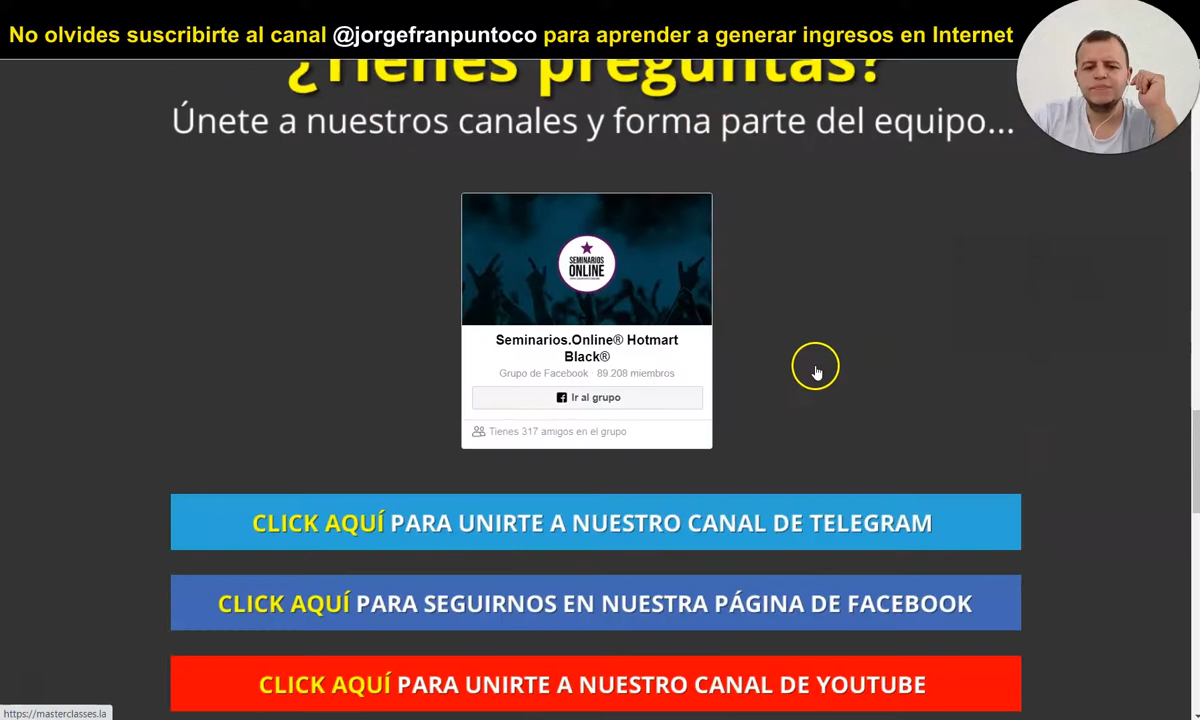 No olvides suscribirte al canal @jorgefranpuntoco para aprender a generar ingresos en Internet
¿Tienes preguntas?
Únete a nuestros canales y forma parte del equipo...
SEMINARIOS
ONLINE
Seminarios.Online® Hotmart
Black®
Grupo de Facebook · 89.208 miembros
Ir al grupo
Tienes 317 amigos en el grupo
CLICK AQUÍ PARA UNIRTE A NUESTRO CANAL DE TELEGRAM
CLICK AQUÍ PARA SEGUIRNOS EN NUESTRA PÁGINA DE FACEBOOK
CLICK AQUÍ PARA UNIRTE A NUESTRO CANAL DE YOUTUBE
https://masterclasses.la